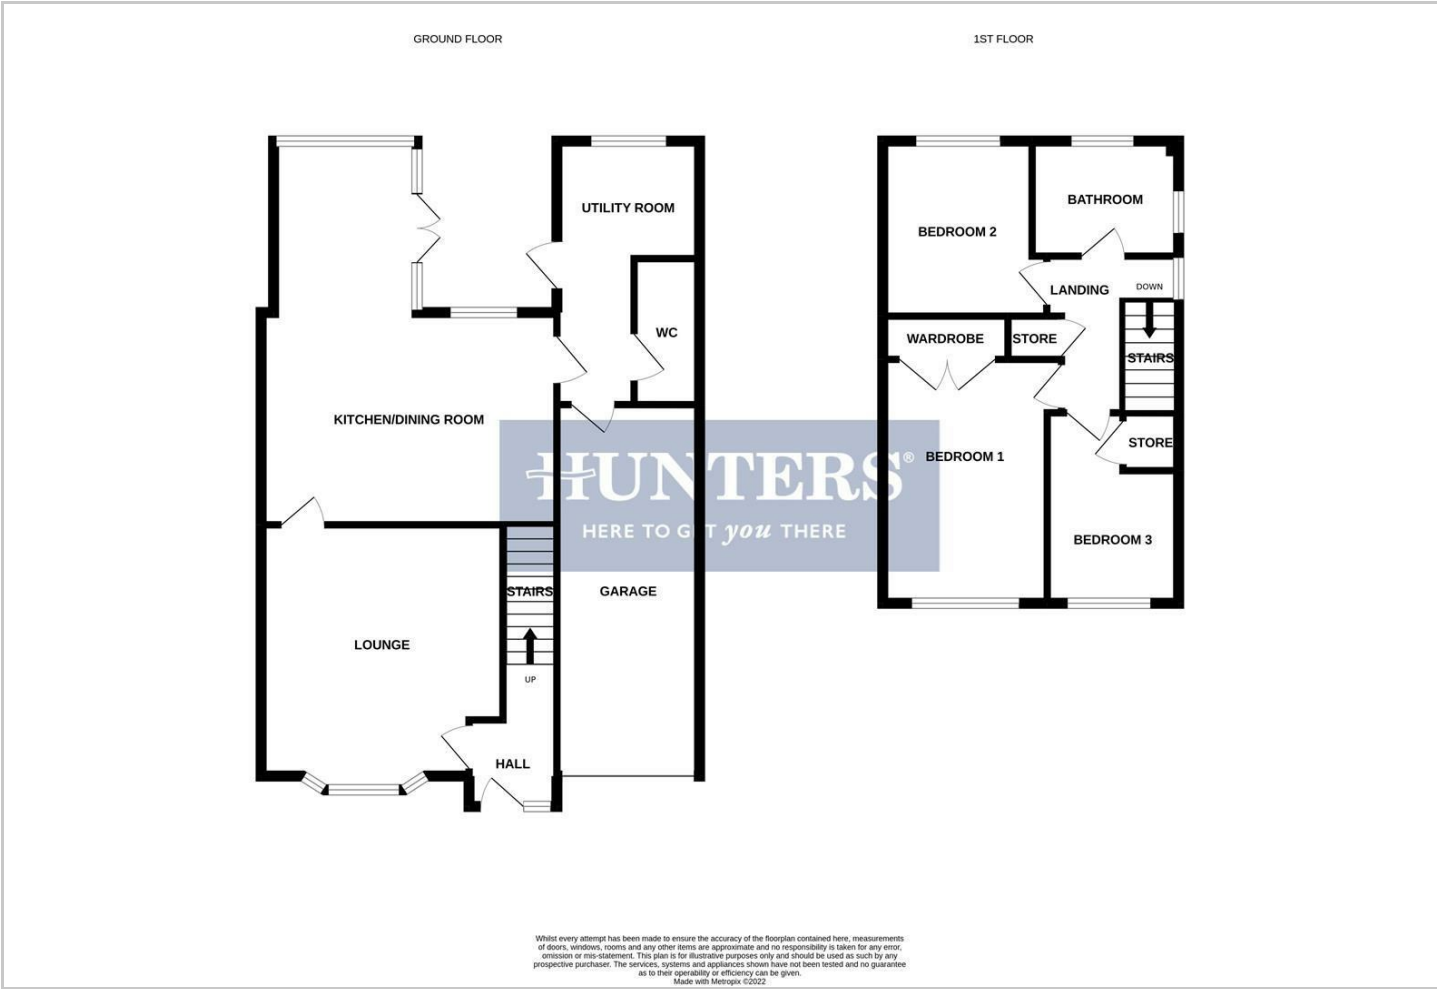 GROUND FLOOR
1ST FLOOR
UTILITY ROOM
WC
KITCHEN/DINING ROOM
LOUNGE
STAIRS
UP
HALL
GARAGE
BEDROOM 2
BATHROOM
LANDING
DOWN
WARDROBE
STORE
STAIRS
BEDROOM 1
STORE
BEDROOM 3
HUNTERS®
HERE TO GET you THERE
Whilst every attempt has been made to ensure the accuracy of the floorplan contained here, measurements
of doors, windows, rooms and any other items are approximate and no responsibility is taken for any error,
omission or mis-statement. This plan is for illustrative purposes only and should be used as such by any
prospective purchaser. The services, systems and appliances shown have not been tested and no guarantee
as to their operability or efficiency can be given.
Made with Metropix ©2022